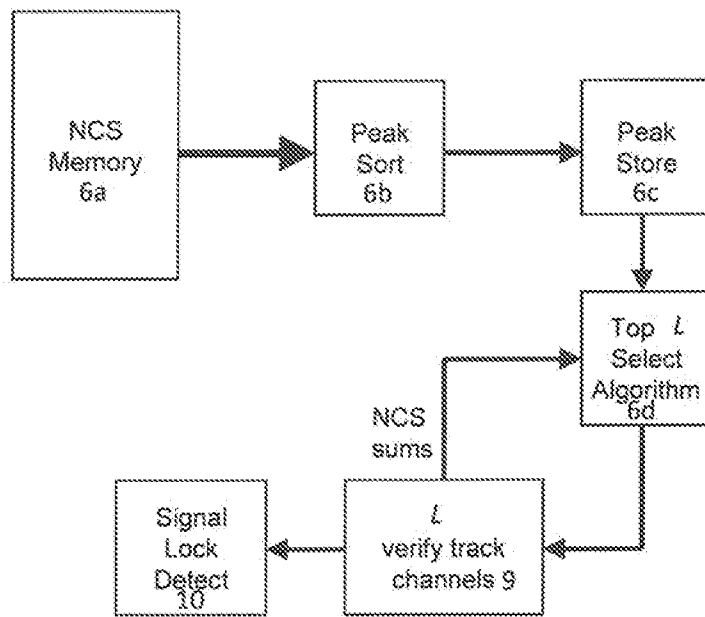 NCS
Memory
6a
Peak
Sort
6b
Peak
Store
6c
Top L
Select
Algorithm
6d
NCS
sums
L
verify track
channels 9
Signal
Lock
Detect
10